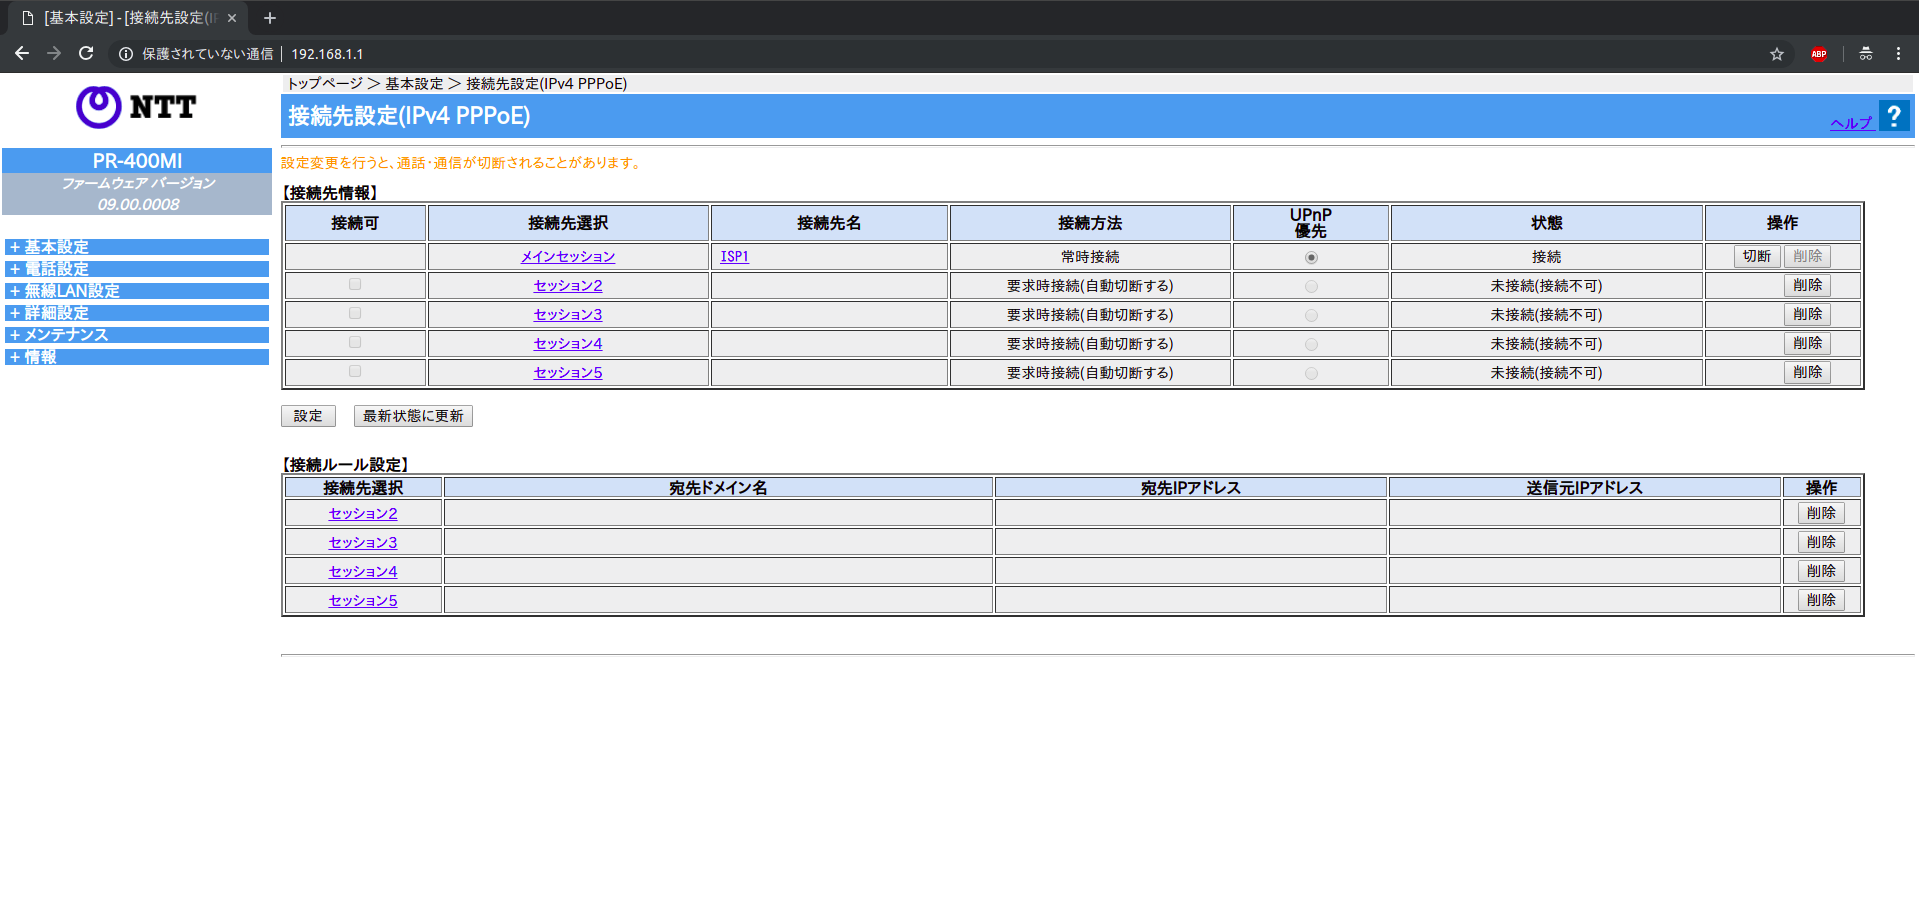 [基本設定] - [接続先設定(I
保護されていない通信 192.168.1.1
ABP
NTT
PR-400MI
ファームウェア バージョン
09.00.0008
+ 基本設定
+ 電話設定
+ 無線LAN設定
+ 詳細設定
+ メンテナンス
+ 情報
トップページ > 基本設定 > 接続先設定(IPv4 PPPoE)
接続先設定(IPv4 PPPoE)
ヘルプ ?
設定変更を行うと、通話・通信が切断されることがあります。
【接続先情報】
接続可 接続先選択 接続先名 接続方法 UPnP 優先 状態 操作
メインセッション ISP1 常時接続 接続 切断 削除
セッション2 要求時接続(自動切断する) 未接続(接続不可) 削除
セッション3 要求時接続(自動切断する) 未接続(接続不可) 削除
セッション4 要求時接続(自動切断する) 未接続(接続不可) 削除
セッション5 要求時接続(自動切断する) 未接続(接続不可) 削除
設定 最新状態に更新
【接続ルール設定】
接続先選択 宛先ドメイン名 宛先IPアドレス 送信元IPアドレス 操作
セッション2 削除
セッション3 削除
セッション4 削除
セッション5 削除